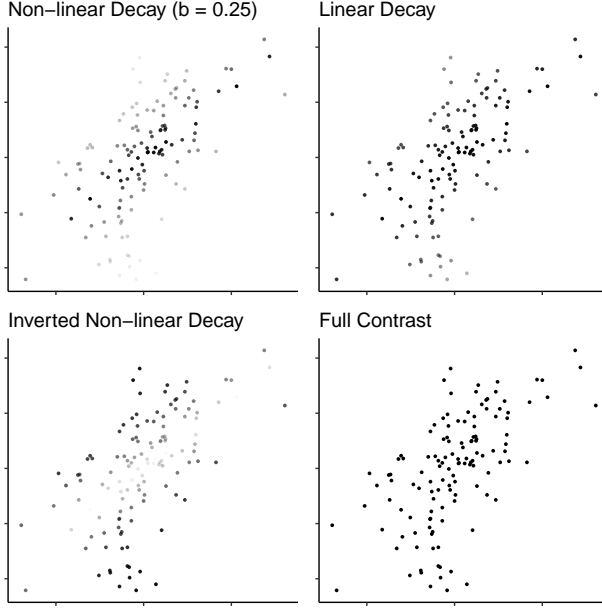 Non−linear Decay (b = 0.25)
Linear Decay
Inverted Non−linear Decay
Full Contrast